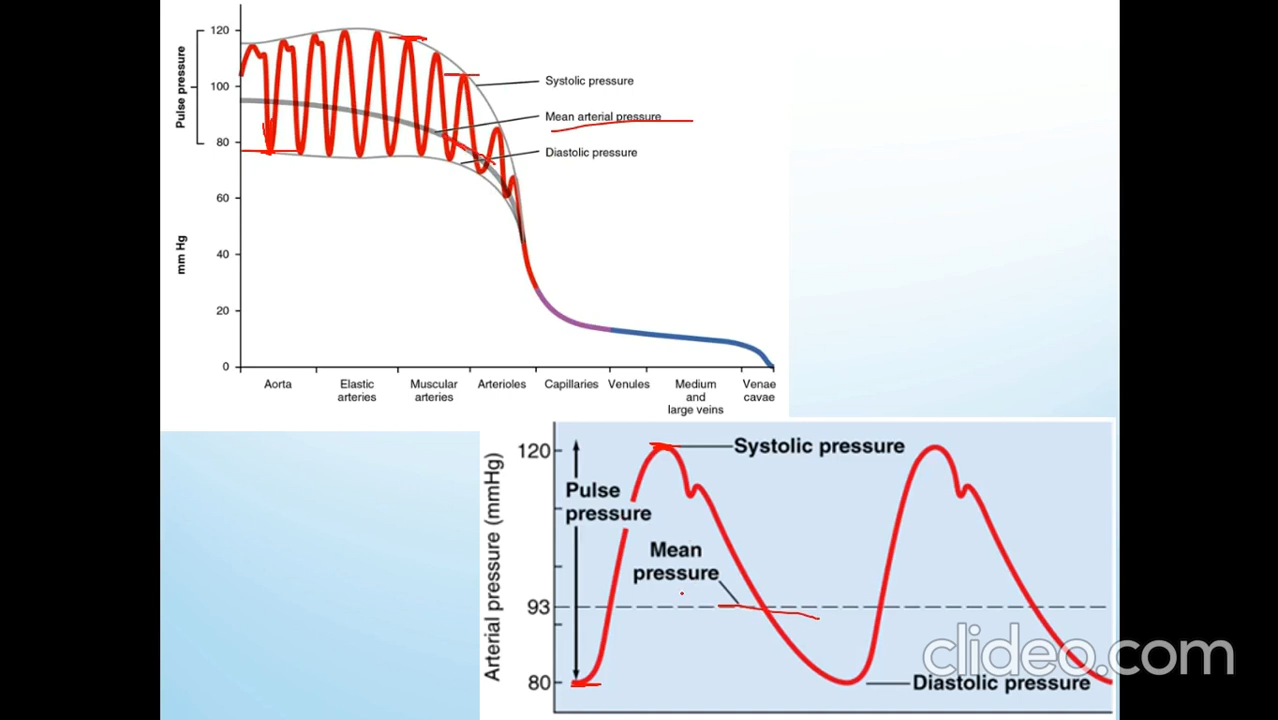 120
100
80
60
40
20
0
Pulse pressure
mm Hg
Systolic pressure
Mean arterial pressure
Diastolic pressure
Aorta
Elastic
arteries
Muscular
arteries
Arterioles
Capillaries
Venules
Medium
and
large veins
Venae
cavae
Arterial pressure (mmHg)
120
93
80
Systolic pressure
Pulse
pressure
Mean
pressure
Diastolic pressure
clideo.com